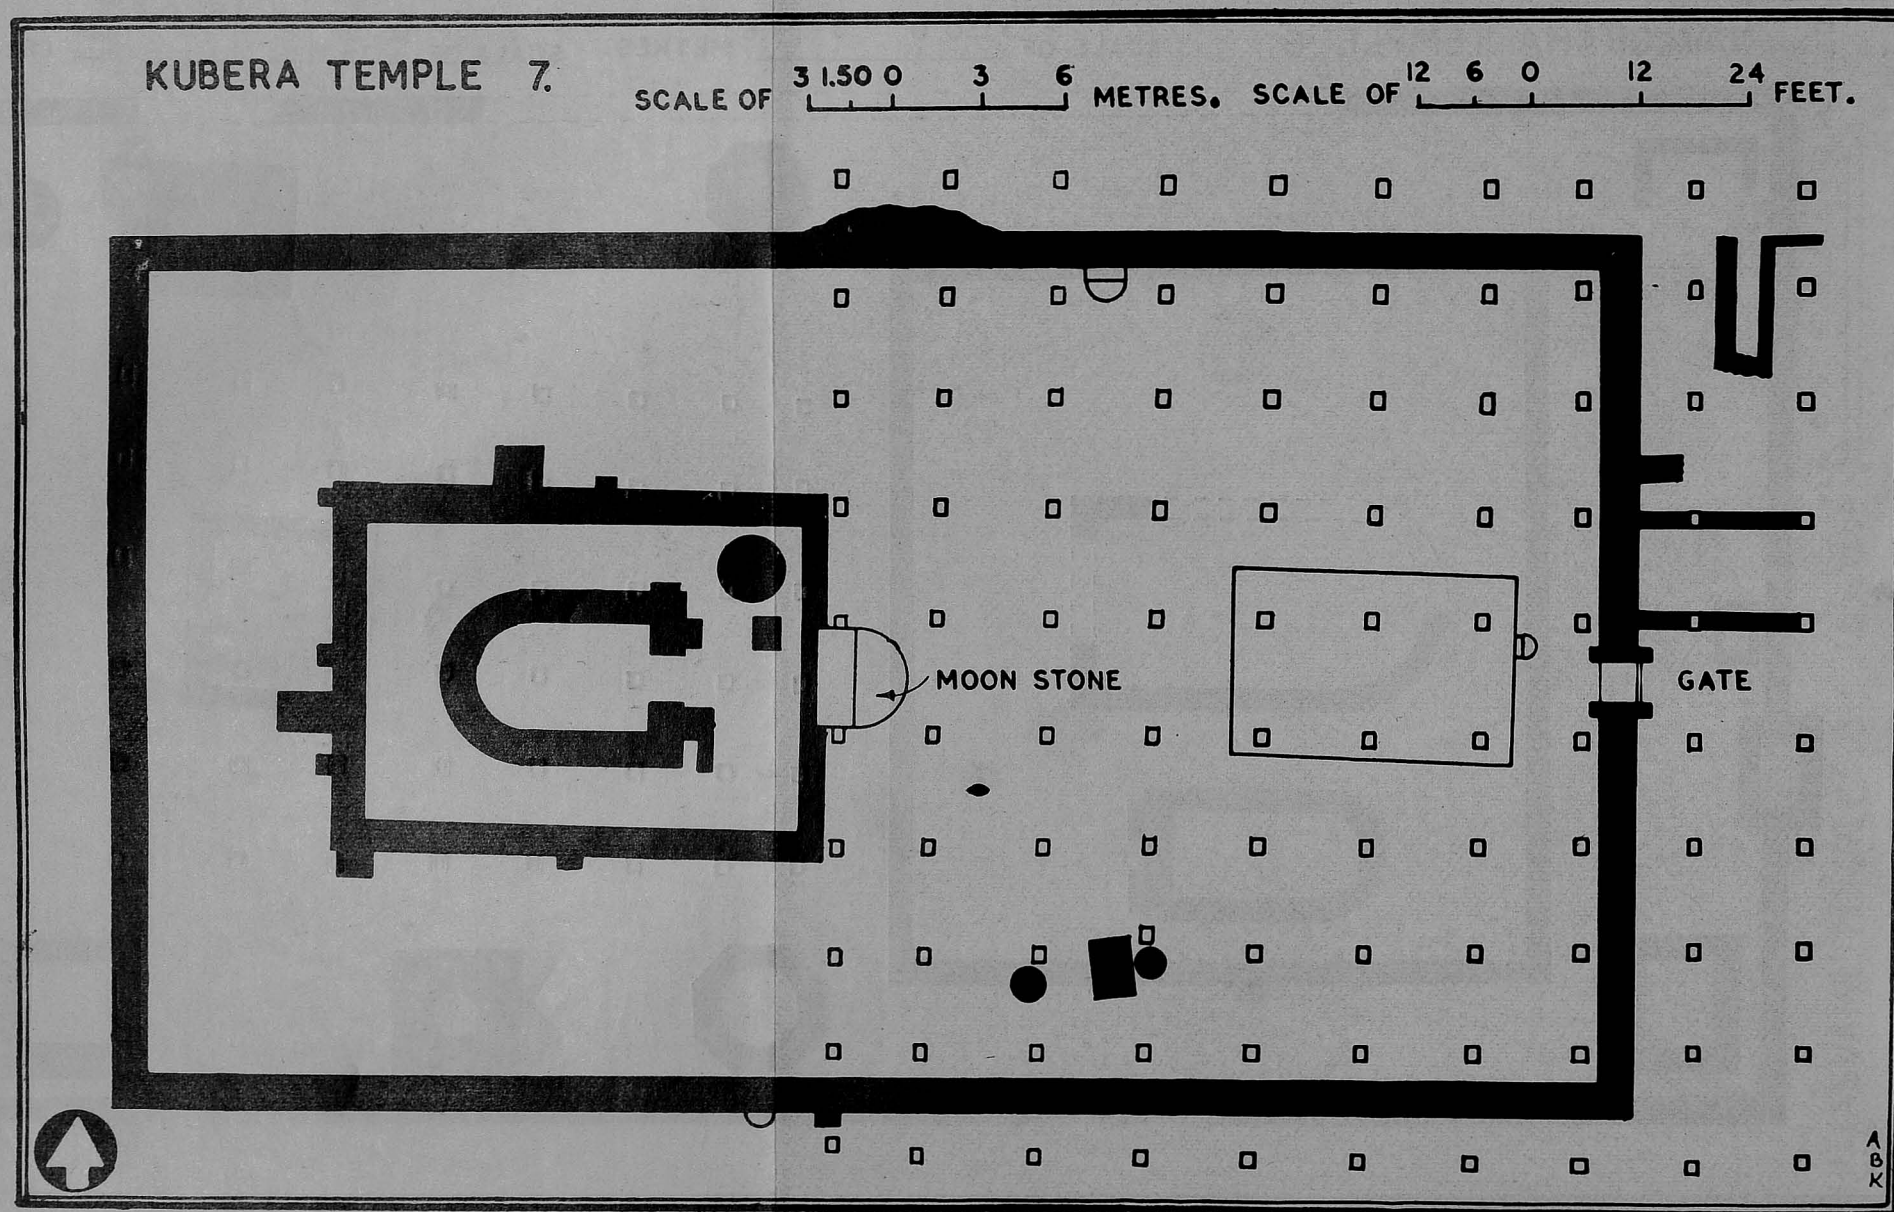 KUBERA TEMPLE 7.
SCALE OF 3 1.50 0 3 6 METRES. SCALE OF 12 6 0 12 24 FEET.
MOON STONE
GATE
A
B
K